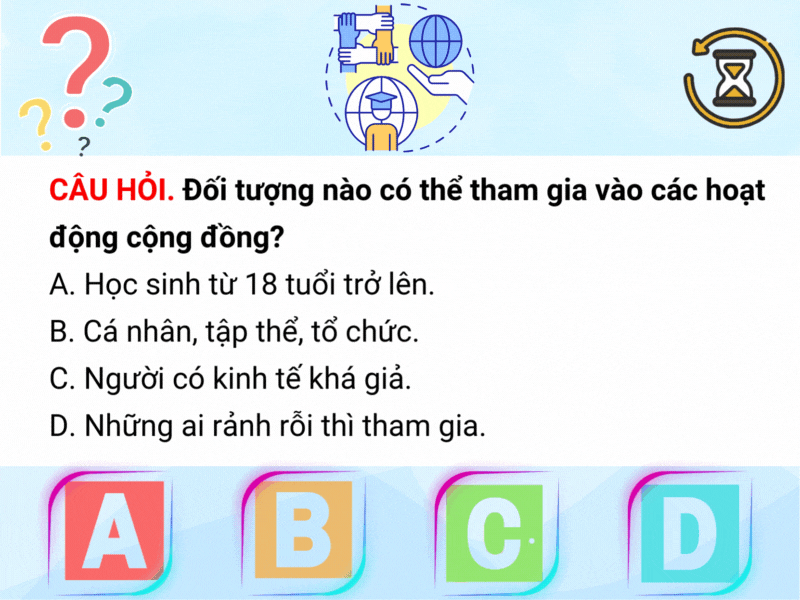 CÂU HỎI. Đối tượng nào có thể tham gia vào các hoạt
động cộng đồng?
A. Học sinh từ 18 tuổi trở lên.
B. Cá nhân, tập thể, tổ chức.
C. Người có kinh tế khá giả.
D. Những ai rảnh rỗi thì tham gia.
A B C D